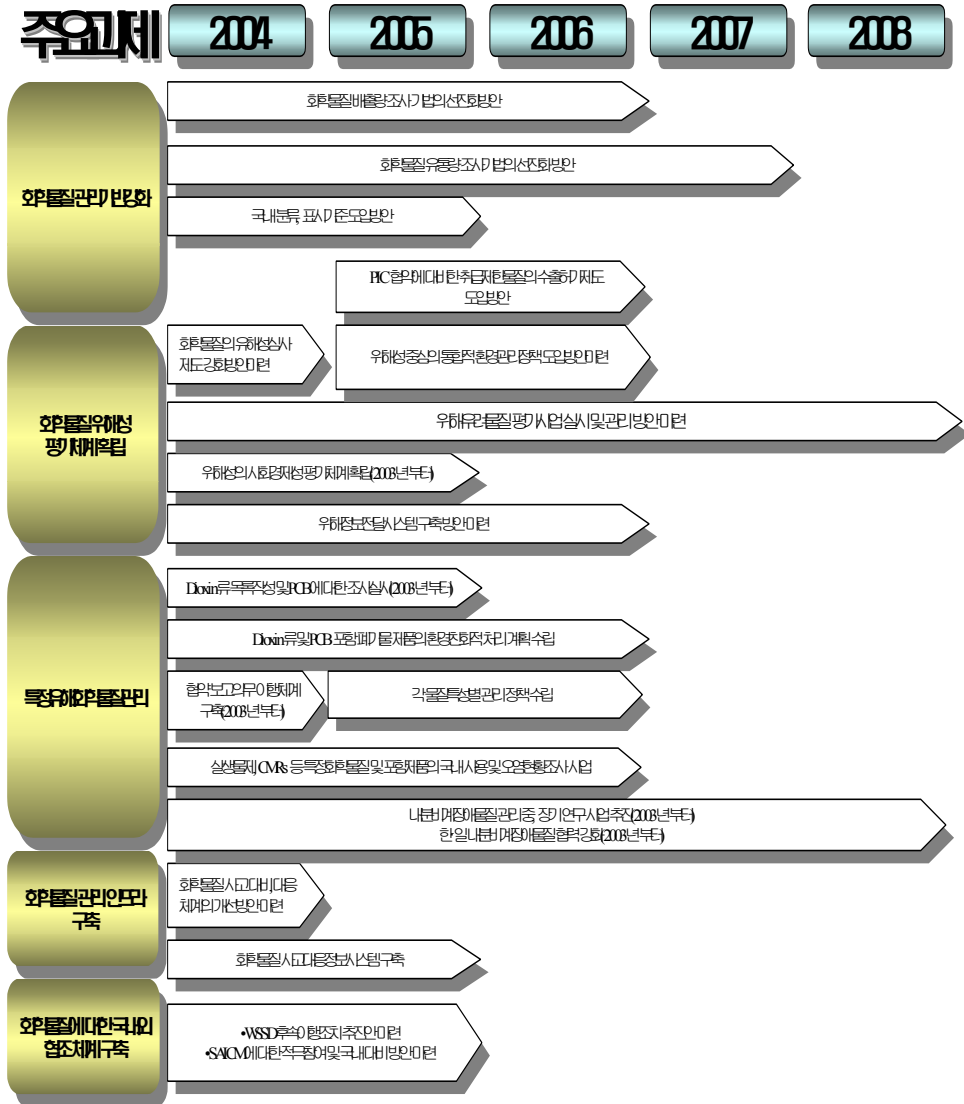 주요과제
2004
2005
2006
2007
2008
화학물질관리기반강화
화학물질배출량조사기법의선진화방안
화학물질유통량조사기법의선진화방안
국내분류, 표시기준도입방안
PIC 협약에대비한취급제한물질의수출허가제도
도입방안
화학물질유해성
평가체계확립
화학물질의유해성심사
제도강화방안마련
위해성중심의통합적환경관리정책도입방안마련
위해우려물질평가사업실시및관리방안마련
위해성의사회경제성평가체계확립(2003년부터)
위해정보전달시스템구축방안마련
특정유해화학물질관리
Dioxin류목록작성및PCB에대한조사실시(2003년부터)
Dioxin류및PCB 포함폐기물제품의환경친화적처리계획수립
협약보고의무이행체계
구축(2003년부터)
각물질특성별관리정책수립
살생물제, CMRs 등특정화학물질및포함제품의국내사용및오염현황조사사업
내분비계장애물질관리중, 장기연구사업추진(2003년부터)
한일내분비계장애물질협력강화(2003년부터)
화학물질관리인프라
구축
화학물질사고대비,대응
체계의개선방안마련
화학물질사고대응정보시스템구축
화학물질에대한국내외
협조체계구축
•WSSD후속이행조치추진안마련
•SAICM에대한적극참여및국내대비방안마련